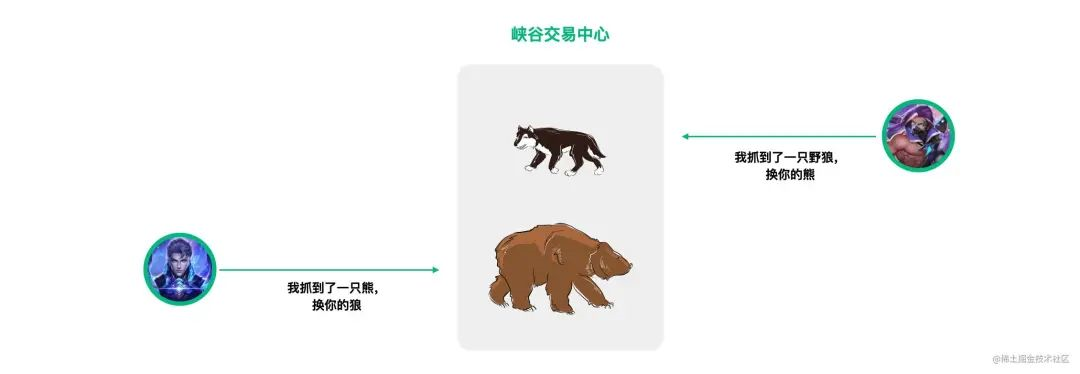 峡谷交易中心
我抓到了一只野狼，
换你的熊
我抓到了一只熊，
换你的狼
@稀土掘金技术社区